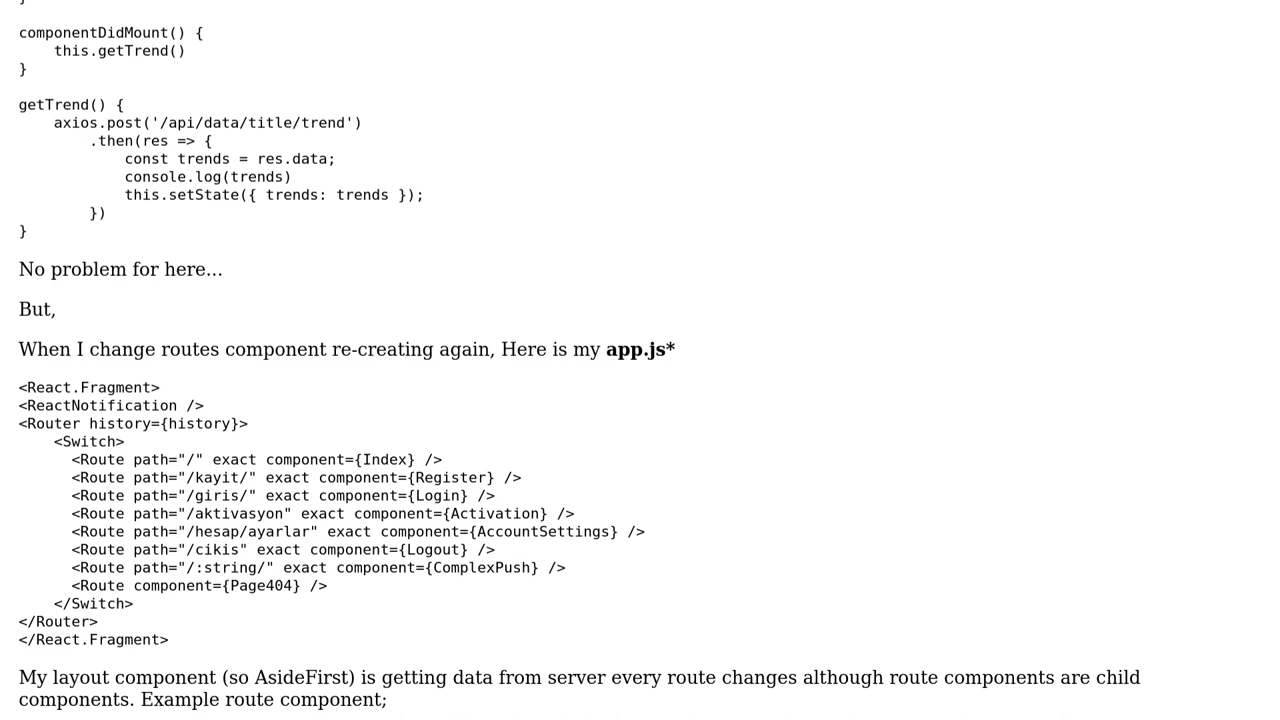 }
componentDidMount() {
    this.getTrend()
}
getTrend() {
    axios.post('/api/data/title/trend')
        .then(res => {
            const trends = res.data;
            console.log(trends)
            this.setState({ trends: trends });
        })
}
No problem for here...
But,
When I change routes component re-creating again, Here is my app.js*
<React.Fragment>
<ReactNotification />
<Router history={history}>
    <Switch>
      <Route path="/" exact component={Index} />
      <Route path="/kayit/" exact component={Register} />
      <Route path="/giris/" exact component={Login} />
      <Route path="/aktivasyon" exact component={Activation} />
      <Route path="/hesap/ayarlar" exact component={AccountSettings} />
      <Route path="/cikis" exact component={Logout} />
      <Route path="/:string/" exact component={ComplexPush} />
      <Route component={Page404} />
    </Switch>
</Router>
</React.Fragment>
My layout component (so AsideFirst) is getting data from server every route changes although route components are child
components. Example route component;